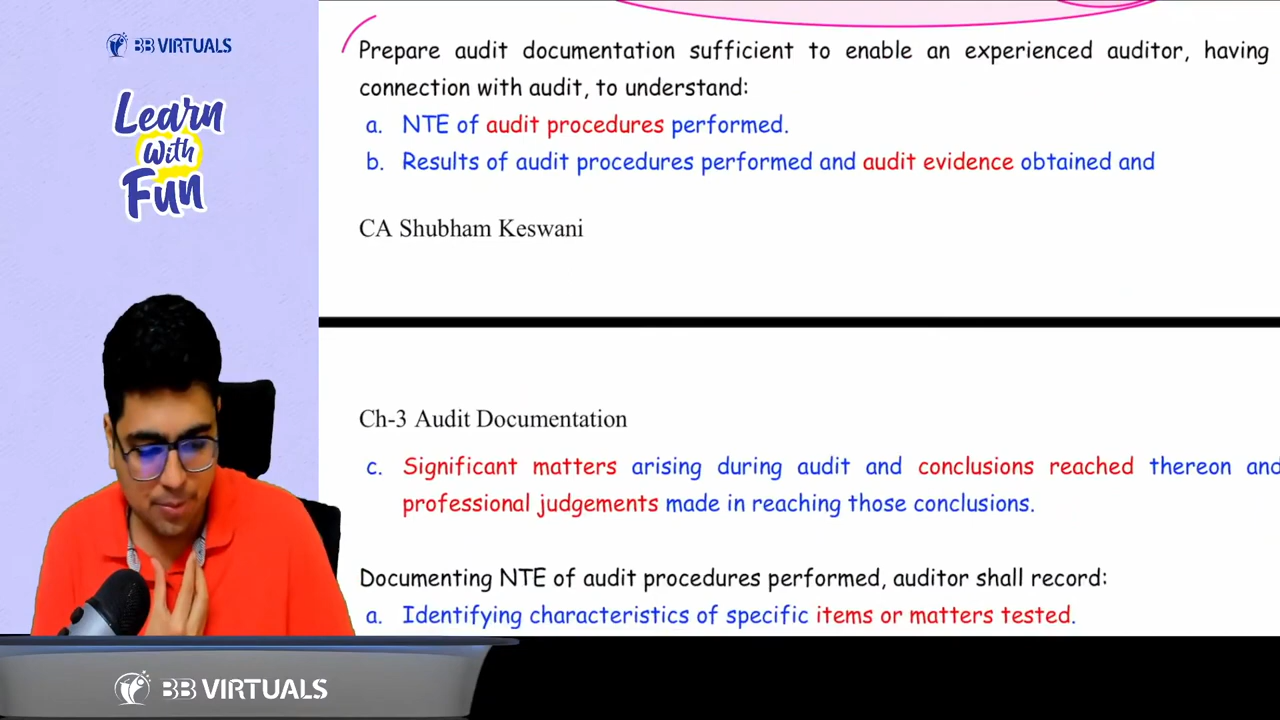 BB VIRTUALS
Learn
With
Fun
Prepare audit documentation sufficient to enable an experienced auditor, having
connection with audit, to understand:
a. NTE of audit procedures performed.
b. Results of audit procedures performed and audit evidence obtained and
CA Shubham Keswani
Ch-3 Audit Documentation
c. Significant matters arising during audit and conclusions reached thereon and
professional judgements made in reaching those conclusions.
Documenting NTE of audit procedures performed, auditor shall record:
a. Identifying characteristics of specific items or matters tested.
BB VIRTUALS